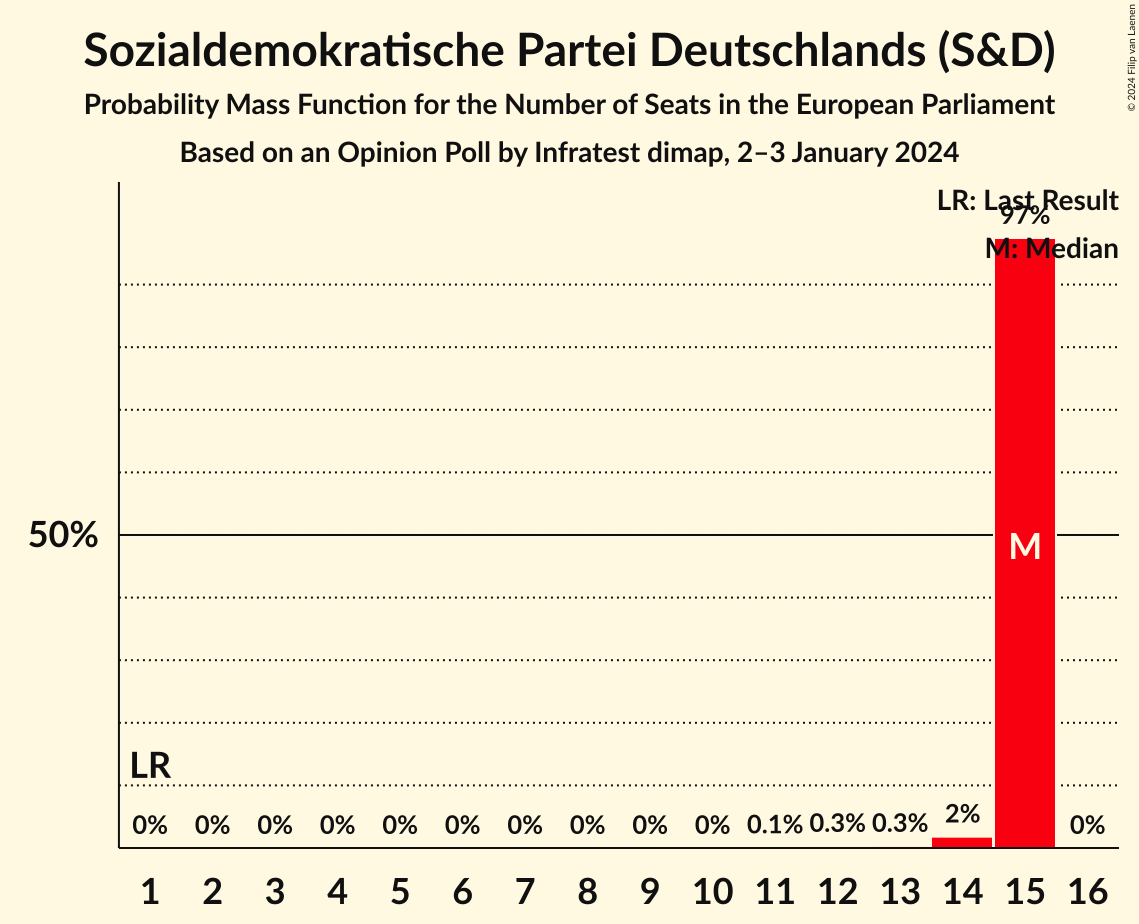 Sozialdemokratische Partei Deutschlands (S&D)
Probability Mass Function for the Number of Seats in the European Parliament
Based on an Opinion Poll by Infratest dimap, 2–3 January 2024
© 2024 Filip van Laenen
LR: Last Result
97%
M: Median
50%
M
LR
0% 0% 0% 0% 0% 0% 0% 0% 0% 0% 0.1% 0.3% 0.3% 2% 0%
1 2 3 4 5 6 7 8 9 10 11 12 13 14 15 16